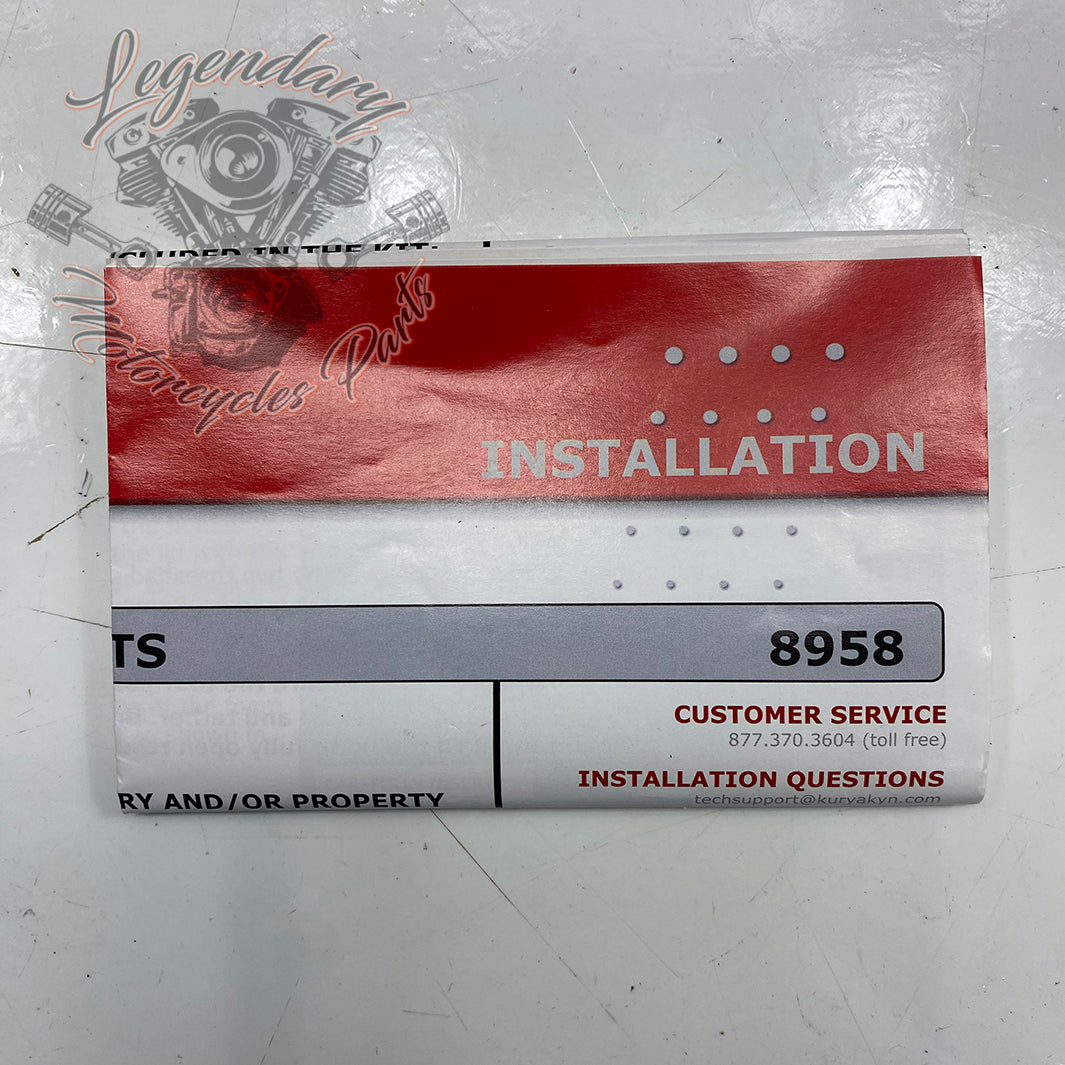 Legendary
Motorcycles Parts
CLUDED IN THE KIT:
INSTALLATION
TS
8958
CUSTOMER SERVICE
877.370.3604 (toll free)
INSTALLATION QUESTIONS
techsupport@kuryakyn.com
RY AND/OR PROPERTY